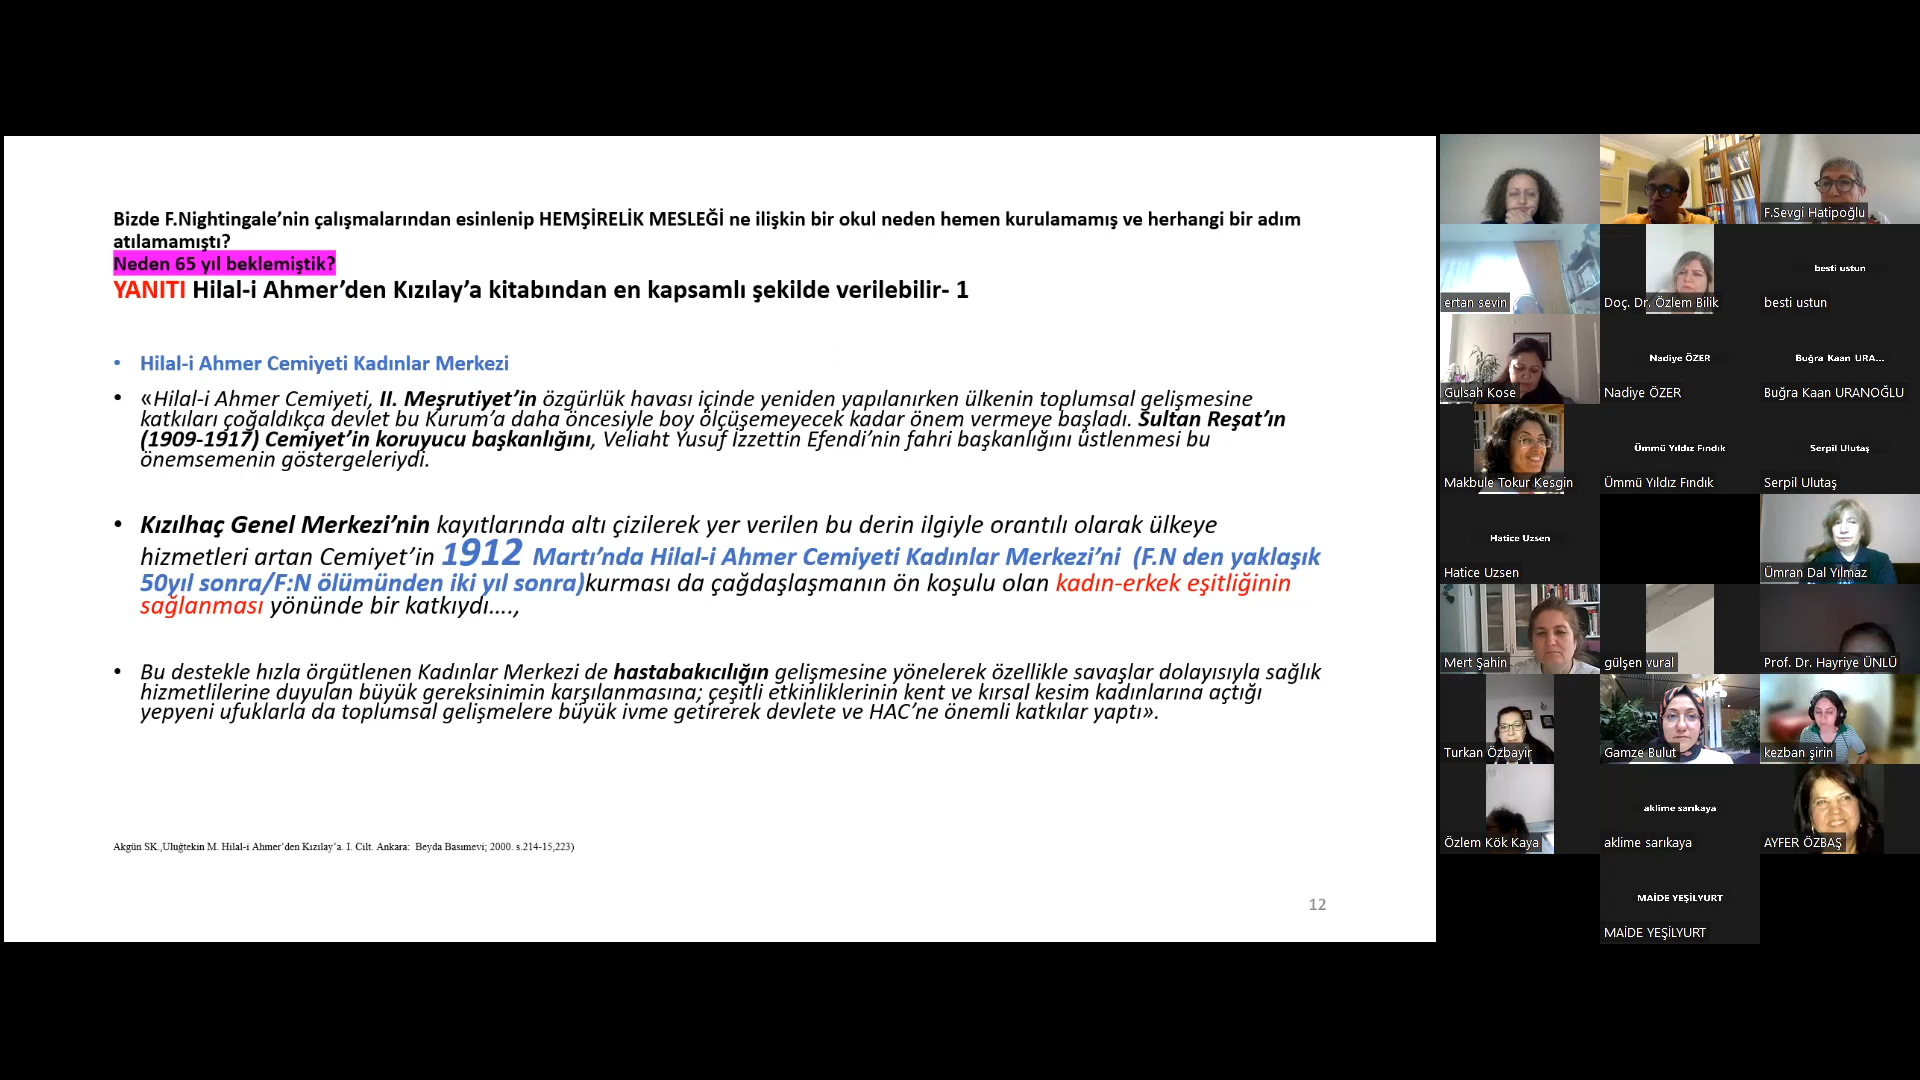 Bizde F.Nightingale’nin çalışmalarından esinlenip HEMŞİRELİK MESLEĞİ ne ilişkin bir okul neden hemen kurulamamış ve herhangi bir adım
atılamamıştı?
Neden 65 yıl beklemiştik?
YANITI Hilal-i Ahmer’den Kızılay’a kitabından en kapsamlı şekilde verilebilir- 1
• Hilal-i Ahmer Cemiyeti Kadınlar Merkezi
• «Hilal-i Ahmer Cemiyeti, II. Meşrutiyet’in özgürlük havası içinde yeniden yapılanırken ülkenin toplumsal gelişmesine
katkıları çoğaldıkça devlet bu Kurum’a daha öncesiyle boy ölçüşemeyecek kadar önem vermeye başladı. Sultan Reşat’ın
(1909-1917) Cemiyet’in koruyucu başkanlığını, Veliaht Yusuf İzzettin Efendi’nin fahri başkanlığını üstlenmesi bu
önemsemenin göstergeleriydi.
• Kızılhaç Genel Merkezi’nin kayıtlarında altı çizilerek yer verilen bu derin ilgiyle orantılı olarak ülkeye
hizmetleri artan Cemiyet’in 1912 Martı’nda Hilal-i Ahmer Cemiyeti Kadınlar Merkezi’ni (F.N den yaklaşık
50yıl sonra/F:N ölümünden iki yıl sonra)kurması da çağdaşlaşmanın ön koşulu olan kadın-erkek eşitliğinin
sağlanması yönünde bir katkıydı....,
• Bu destekle hızla örgütlenen Kadınlar Merkezi de hastabakıcılığın gelişmesine yönelerek özellikle savaşlar dolayısıyla sağlık
hizmetlilerine duyulan büyük gereksinimin karşılanmasına; çeşitli etkinliklerinin kent ve kırsal kesim kadınlarına açtığı
yepyeni ufuklarla da toplumsal gelişmelere büyük ivme getirerek devlete ve HAC’ne önemli katkılar yaptı».
Akgün SK.,Uluğtekin M. Hilal-i Ahmer’den Kızılay’a. I. Cilt. Ankara: Beyda Basımevi; 2000. s.214-15,223)
12
F.Sevgi Hatipoğlu
ertan sevin
Doç. Dr. Özlem Bilik
besti ustun
besti ustun
Gulsah Kose
Nadiye ÖZER
Nadiye ÖZER
Buğra Kaan URA...
Buğra Kaan URANOĞLU
Makbule Tokur Kesgin
Ümmü Yıldız Fındık
Ümmü Yıldız Fındık
Serpil Ulutaş
Serpil Ulutaş
Hatice Uzsen
Hatice Uzsen
Ümran Dal Yılmaz
Mert Şahin
gülşen vural
Prof. Dr. Hayriye ÜNLÜ
Turkan Özbayir
Gamze Bulut
kezban şirin
Özlem Kök Kaya
aklime sarıkaya
aklime sarıkaya
AYFER ÖZBAŞ
MAİDE YEŞİLYURT
MAİDE YEŞİLYURT